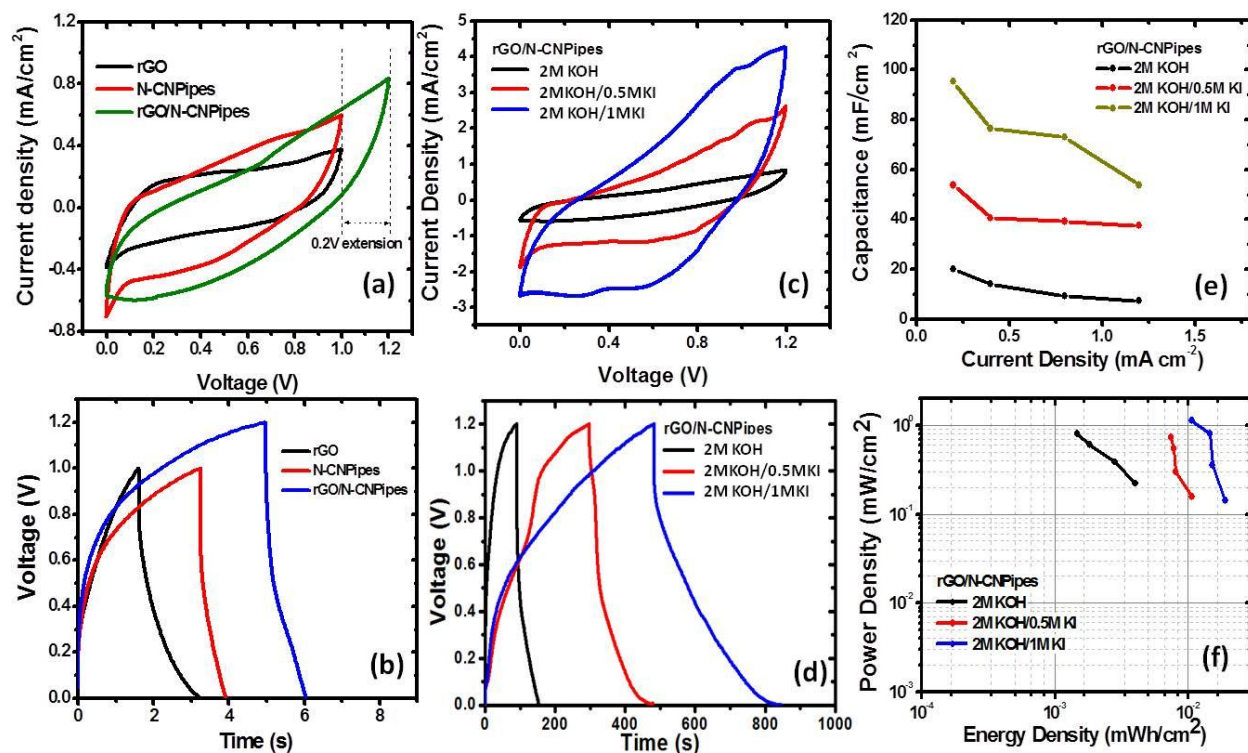 1.2
0.8
0.4
0.0
-0.4
-0.8
Current density (mA/cm²)
rGO
N-CNPipes
rGO/N-CNPipes
0.2V extension
(a)
0.0 0.2 0.4 0.6 0.8 1.0 1.2
Voltage (V)
5
4
3
2
1
0
-1
-2
-3
Current Density (mA/cm²)
rGO/N-CNPipes
2M KOH
2MKOH/0.5MKI
2M KOH/1MKI
(c)
0.0 0.2 0.4 0.6 0.8 1.0 1.2
Voltage (V)
120
100
80
60
40
20
0
Capacitance (mF/cm²)
rGO/N-CNPipes
2M KOH
2M KOH/0.5M KI
2M KOH/1M KI
(e)
0.0 0.5 1.0 1.5
Current Density (mA cm⁻²)
1.2
1.0
0.8
0.6
0.4
0.2
0.0
Voltage (V)
rGO
N-CNPipes
rGO/N-CNPipes
(b)
0 2 4 6 8
Time (s)
1.2
1.0
0.8
0.6
0.4
0.2
0.0
Voltage (V)
rGO/N-CNPipes
2M KOH
2MKOH/0.5MKI
2M KOH/1MKI
(d)
0 200 400 600 800 1000
Time (s)
10⁰
10⁻¹
10⁻²
10⁻³
Power Density (mW/cm2)
rGO/N-CNPipes
2M KOH
2M KOH/0.5MKI
2M KOH/1MKI
(f)
10⁻⁴ 10⁻³ 10⁻²
Energy Density (mWh/cm²)